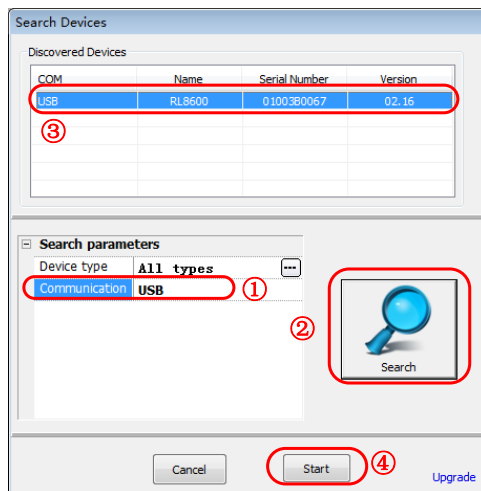 Search Devices
Discovered Devices
COM Name Serial Number Version
USB RL8600 01003B0067 02.16
③
Search parameters
Device type All types ...
Communication USB ①
②
Search
Cancel Start ④
Upgrade